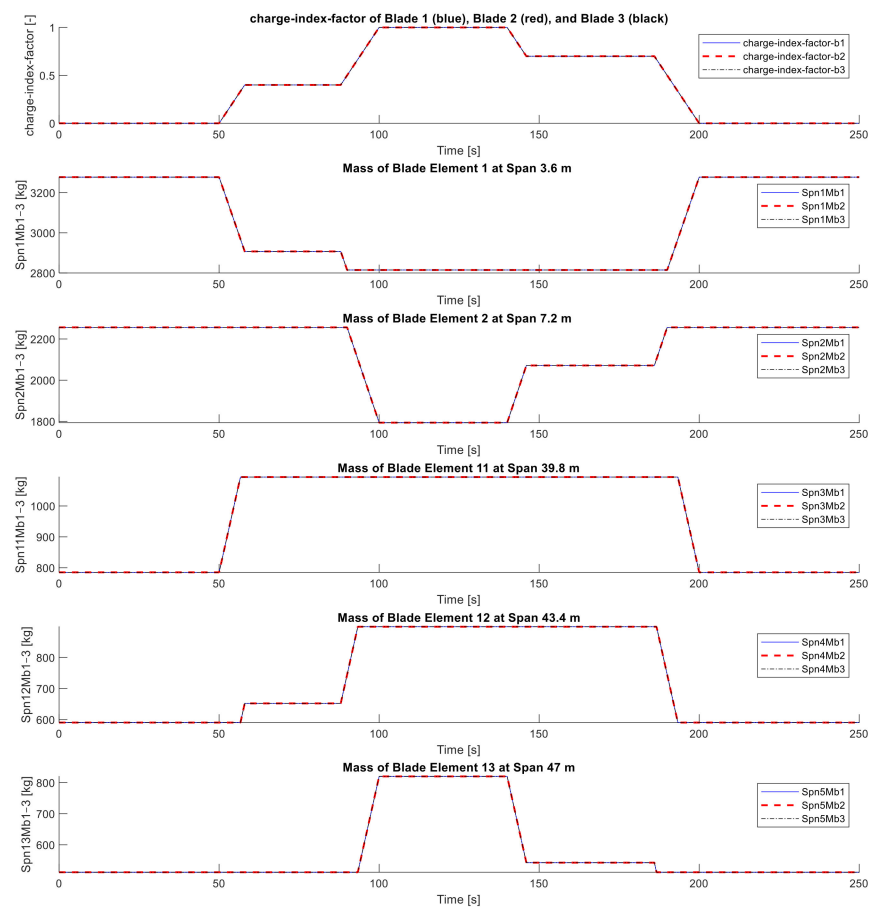 charge-index-factor of Blade 1 (blue), Blade 2 (red), and Blade 3 (black)
charge-index-factor [-]
1
0.5
0
0 50 100 150 200 250
Time [s]
charge-index-factor-b1
charge-index-factor-b2
charge-index-factor-b3
Mass of Blade Element 1 at Span 3.6 m
Spn1Mb1-3 [kg]
3200
3000
2800
0 50 100 150 200 250
Time [s]
Spn1Mb1
Spn1Mb2
Spn1Mb3
Mass of Blade Element 2 at Span 7.2 m
Spn2Mb1-3 [kg]
2200
2000
1800
0 50 100 150 200 250
Time [s]
Spn2Mb1
Spn2Mb2
Spn2Mb3
Mass of Blade Element 11 at Span 39.8 m
Spn11Mb1-3 [kg]
1000
900
800
0 50 100 150 200 250
Time [s]
Spn3Mb1
Spn3Mb2
Spn3Mb3
Mass of Blade Element 12 at Span 43.4 m
Spn12Mb1-3 [kg]
800
700
600
0 50 100 150 200 250
Time [s]
Spn4Mb1
Spn4Mb2
Spn4Mb3
Mass of Blade Element 13 at Span 47 m
Spn13Mb1-3 [kg]
800
700
600
0 50 100 150 200 250
Time [s]
Spn5Mb1
Spn5Mb2
Spn5Mb3